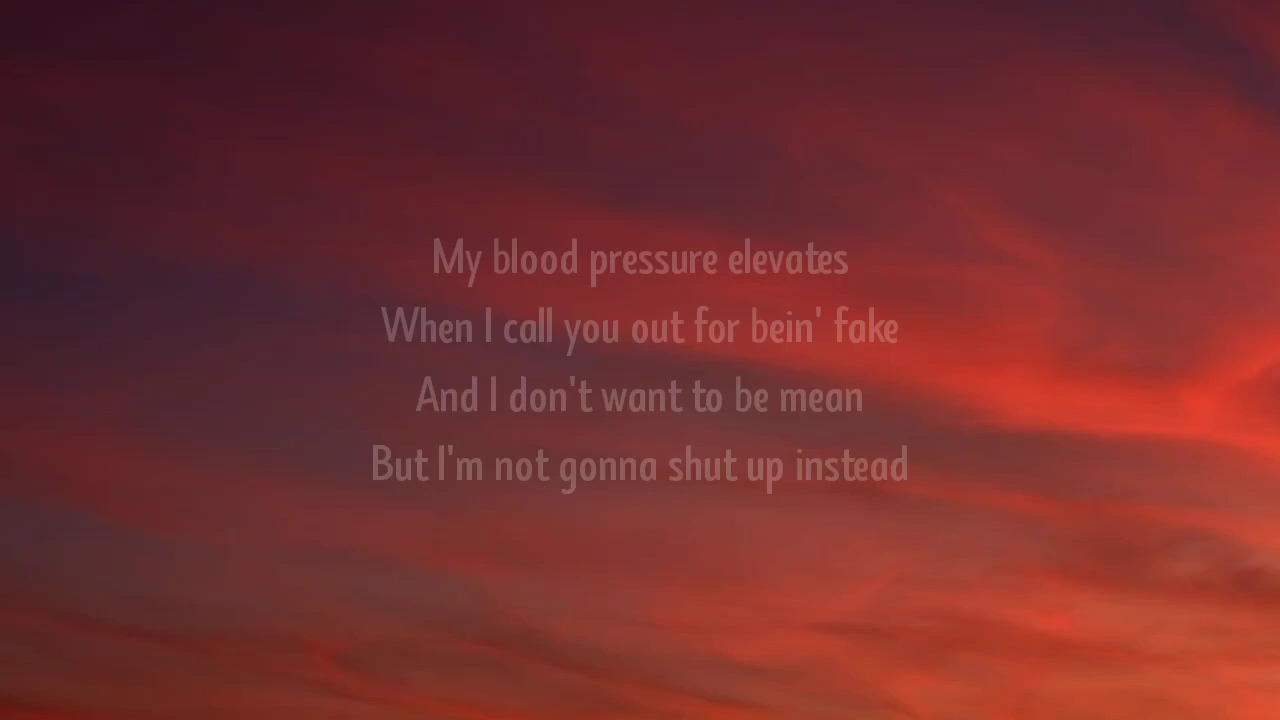 My blood pressure elevates
When I call you out for bein' fake
And I don't want to be mean
But I'm not gonna shut up instead